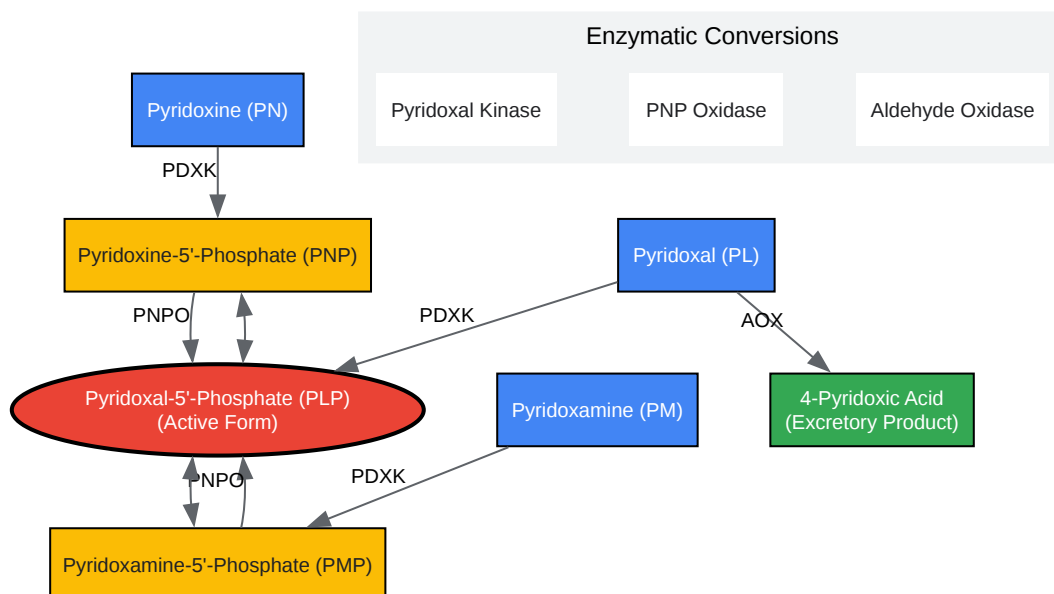 Enzymatic Conversions
Pyridoxine (PN)
Pyridoxal Kinase
PNP Oxidase
Aldehyde Oxidase
PDXK
Pyridoxine-5'-Phosphate (PNP)
Pyridoxal (PL)
PNPO
PDXK
AOX
Pyridoxal-5'-Phosphate (PLP)
(Active Form)
Pyridoxamine (PM)
4-Pyridoxic Acid
(Excretory Product)
PNPO
PDXK
Pyridoxamine-5'-Phosphate (PMP)